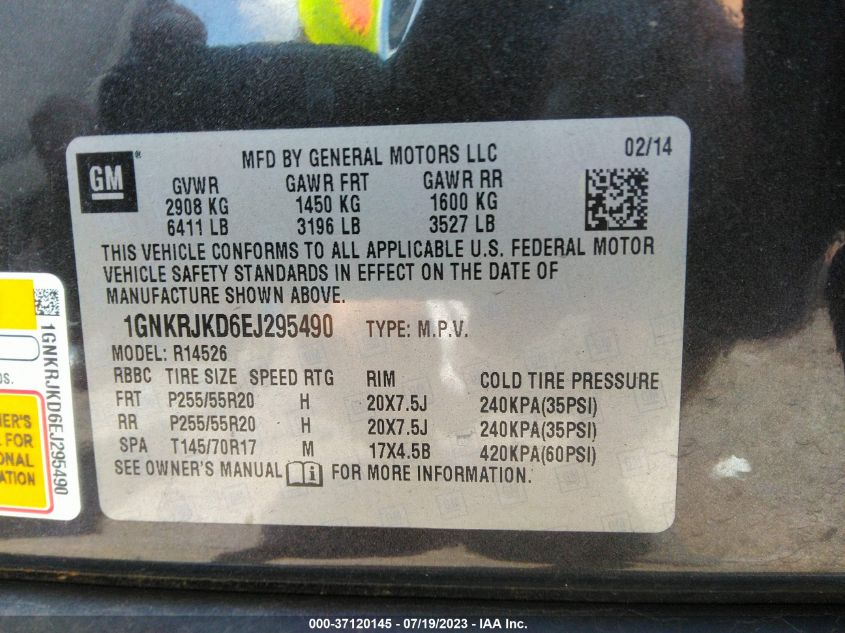 GM
MFD BY GENERAL MOTORS LLC 02/14
GVWR GAWR FRT GAWR RR
2908 KG 1450 KG 1600 KG
6411 LB 3196 LB 3527 LB
THIS VEHICLE CONFORMS TO ALL APPLICABLE U.S. FEDERAL MOTOR
VEHICLE SAFETY STANDARDS IN EFFECT ON THE DATE OF
MANUFACTURE SHOWN ABOVE.
1GNKRJKD6EJ295490 TYPE: M.P.V.
MODEL: R14526
RBBC TIRE SIZE SPEED RTG RIM COLD TIRE PRESSURE
FRT P255/55R20 H 20X7.5J 240KPA(35PSI)
RR P255/55R20 H 20X7.5J 240KPA(35PSI)
SPA T145/70R17 M 17X4.5B 420KPA(60PSI)
SEE OWNER'S MANUAL i FOR MORE INFORMATION.
1GNKRJKD6EJ295490
FOR
000-37120145 - 07/19/2023 - IAA Inc.